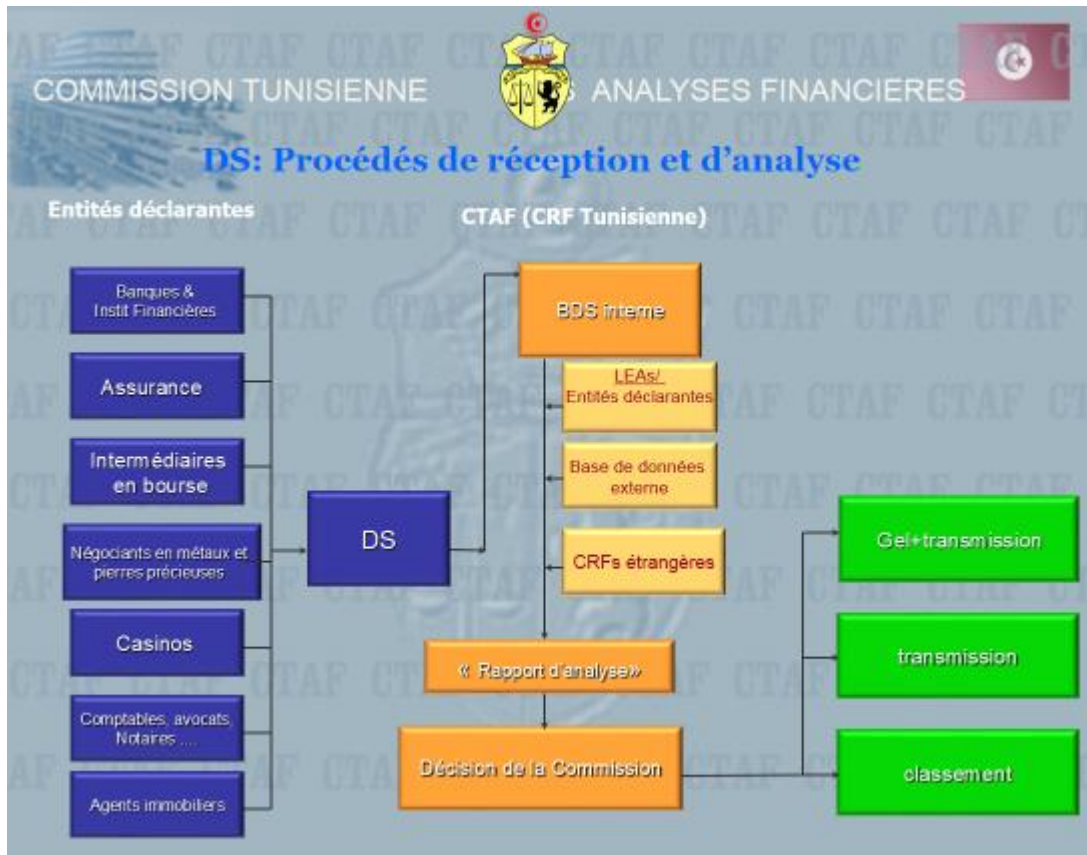 COMMISSION TUNISIENNE ANALYSES FINANCIERES
DS: Procédés de réception et d'analyse
Entités déclarantes
CTAF (CRF Tunisienne)
Banques &
Instit Financières
Assurance
Intermédiaires
en bourse
Négociants en métaux et
pierres précieuses
Casinos
Comptables, avocats,
Notaires ....
Agents immobiliers
DS
BDS interne
LEAs/
Entités déclarantes
Base de données
externe
CRFs étrangères
« Rapport d'analyse»
Décision de la Commission
Gel+transmission
transmission
classement